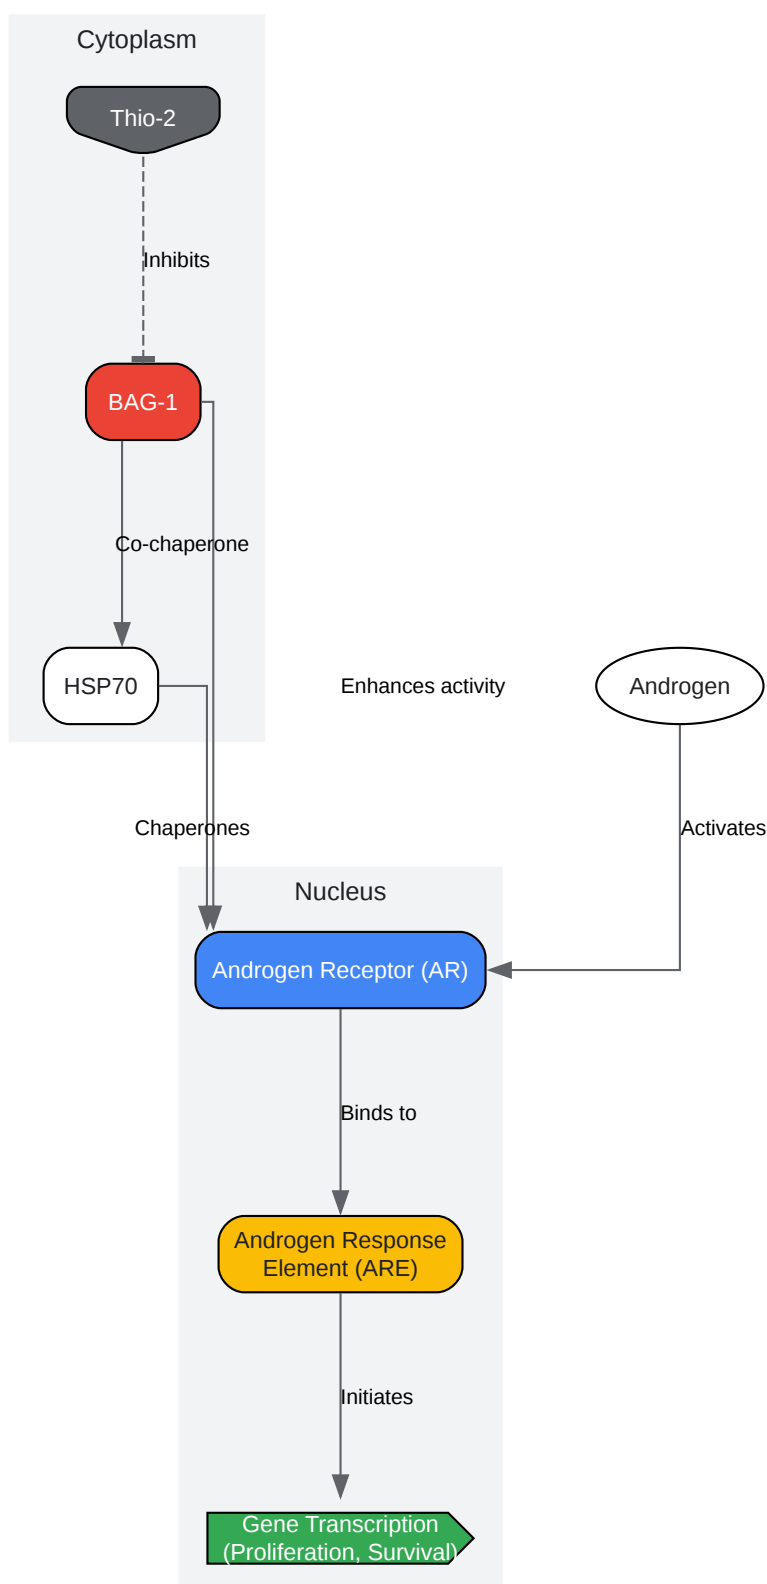 Cytoplasm
Thio-2
Inhibits
BAG-1
Co-chaperone
HSP70
Enhances activity
Androgen
Chaperones
Activates
Nucleus
Androgen Receptor (AR)
Binds to
Androgen Response
Element (ARE)
Initiates
Gene Transcription
(Proliferation, Survival)